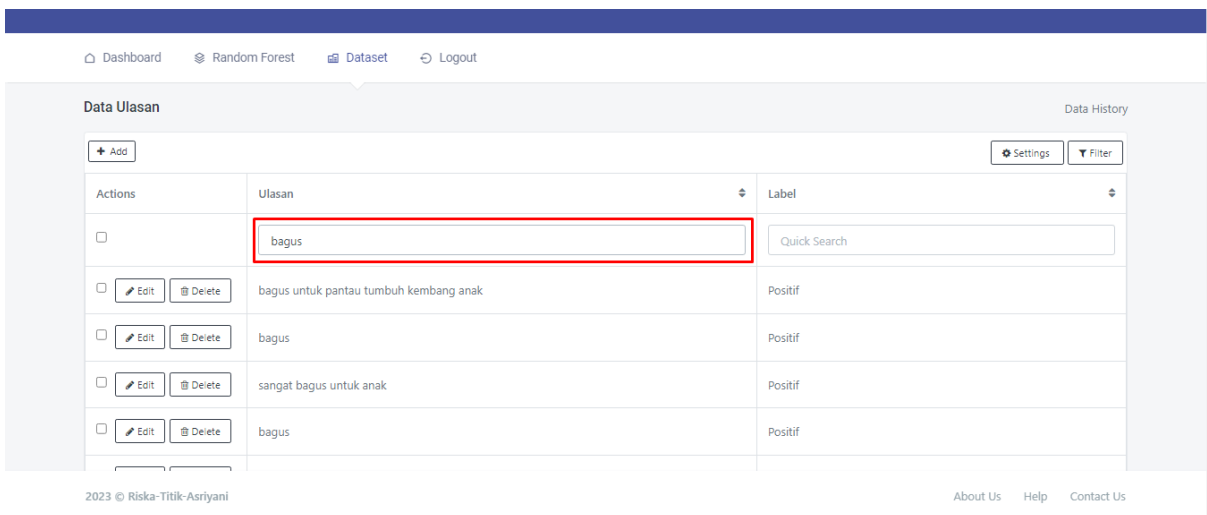 Dashboard Random Forest Dataset Logout
Data Ulasan Data History
+ Add Settings Filter
Actions Ulasan Label
bagus Quick Search
Edit Delete bagus untuk pantau tumbuh kembang anak Positif
Edit Delete bagus Positif
Edit Delete sangat bagus untuk anak Positif
Edit Delete bagus Positif
2023 © Riska-Titik-Asriyani About Us Help Contact Us